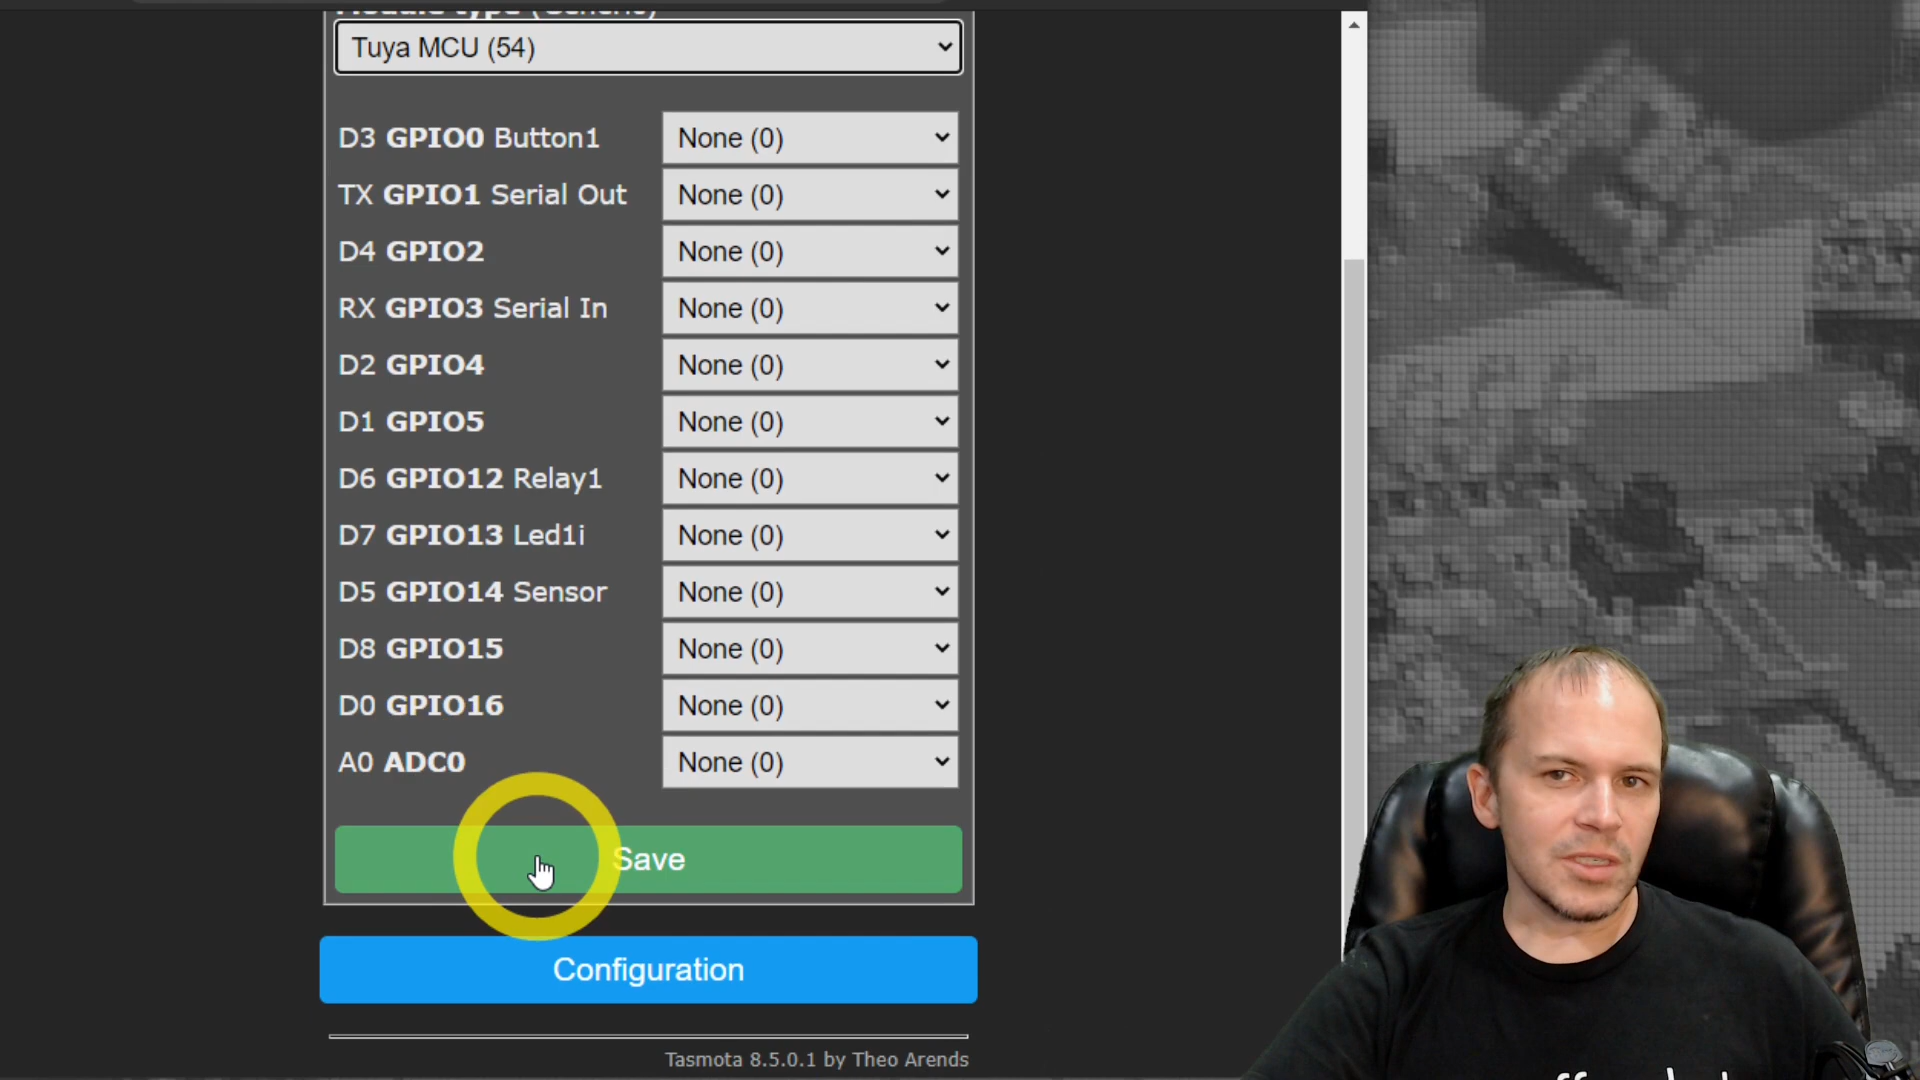 Module type (Generic)
Tuya MCU (54)
D3 GPIO0 Button1 None (0)
TX GPIO1 Serial Out None (0)
D4 GPIO2 None (0)
RX GPIO3 Serial In None (0)
D2 GPIO4 None (0)
D1 GPIO5 None (0)
D6 GPIO12 Relay1 None (0)
D7 GPIO13 Led1i None (0)
D5 GPIO14 Sensor None (0)
D8 GPIO15 None (0)
D0 GPIO16 None (0)
A0 ADC0 None (0)
Save
Configuration
Tasmota 8.5.0.1 by Theo Arends